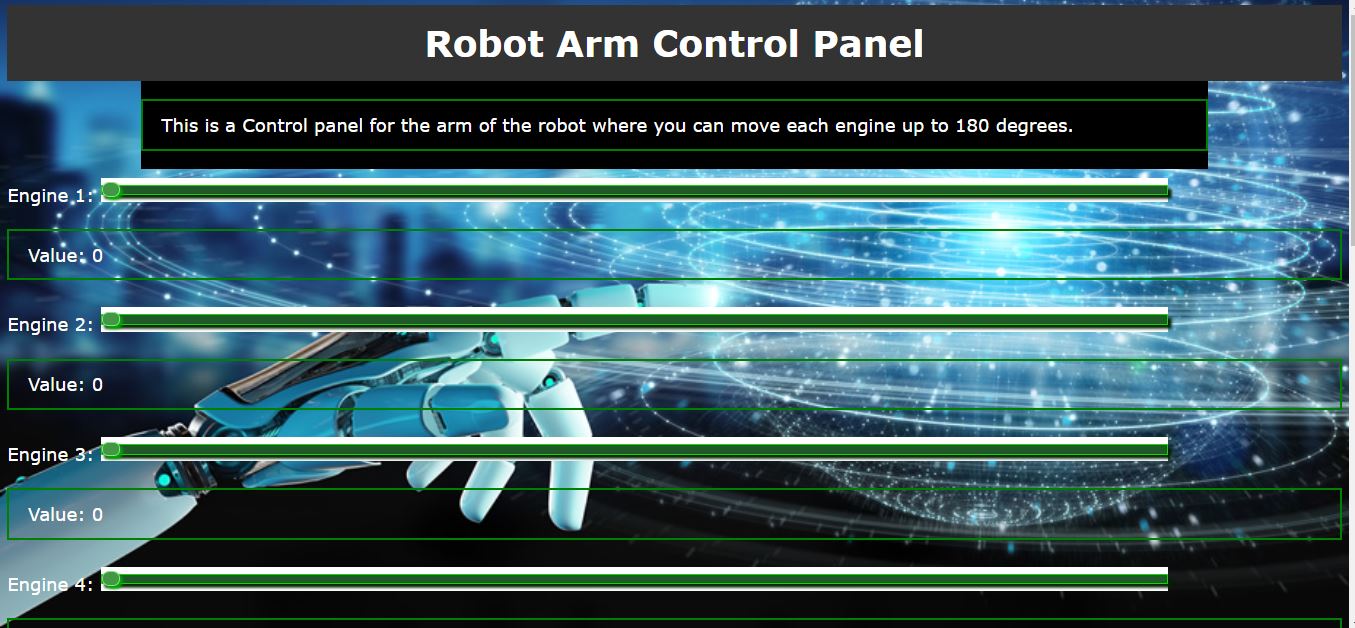 Robot Arm Control Panel
This is a Control panel for the arm of the robot where you can move each engine up to 180 degrees.
Engine 1:
Value: 0
Engine 2:
Value: 0
Engine 3:
Value: 0
Engine 4: